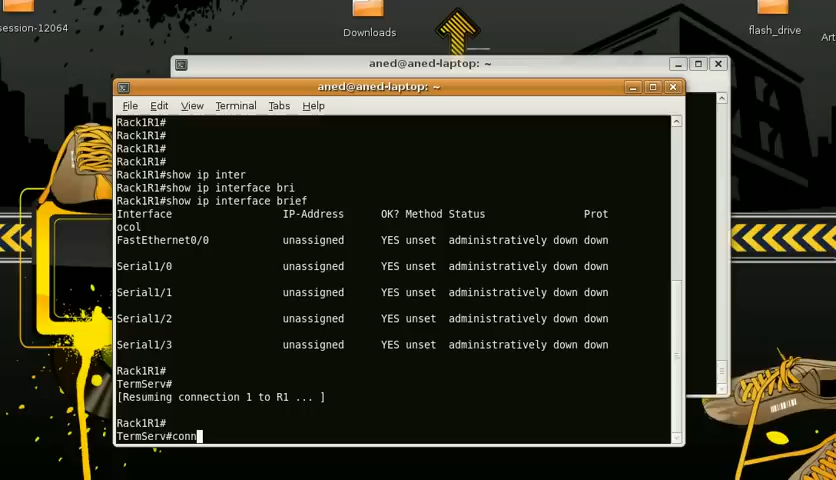 ession-12064
Downloads
flash_drive
Art
aned@aned-laptop: ~
aned@aned-laptop: ~
File Edit View Terminal Tabs Help
Rack1R1#
Rack1R1#
Rack1R1#
Rack1R1#
Rack1R1#show ip inter
Rack1R1#show ip interface bri
Rack1R1#show ip interface brief
Interface IP-Address OK? Method Status Prot
ocol
FastEthernet0/0 unassigned YES unset administratively down down
Serial1/0 unassigned YES unset administratively down down
Serial1/1 unassigned YES unset administratively down down
Serial1/2 unassigned YES unset administratively down down
Serial1/3 unassigned YES unset administratively down down
Rack1R1#
TermServ#
[Resuming connection 1 to R1 ... ]
Rack1R1#
TermServ#conn